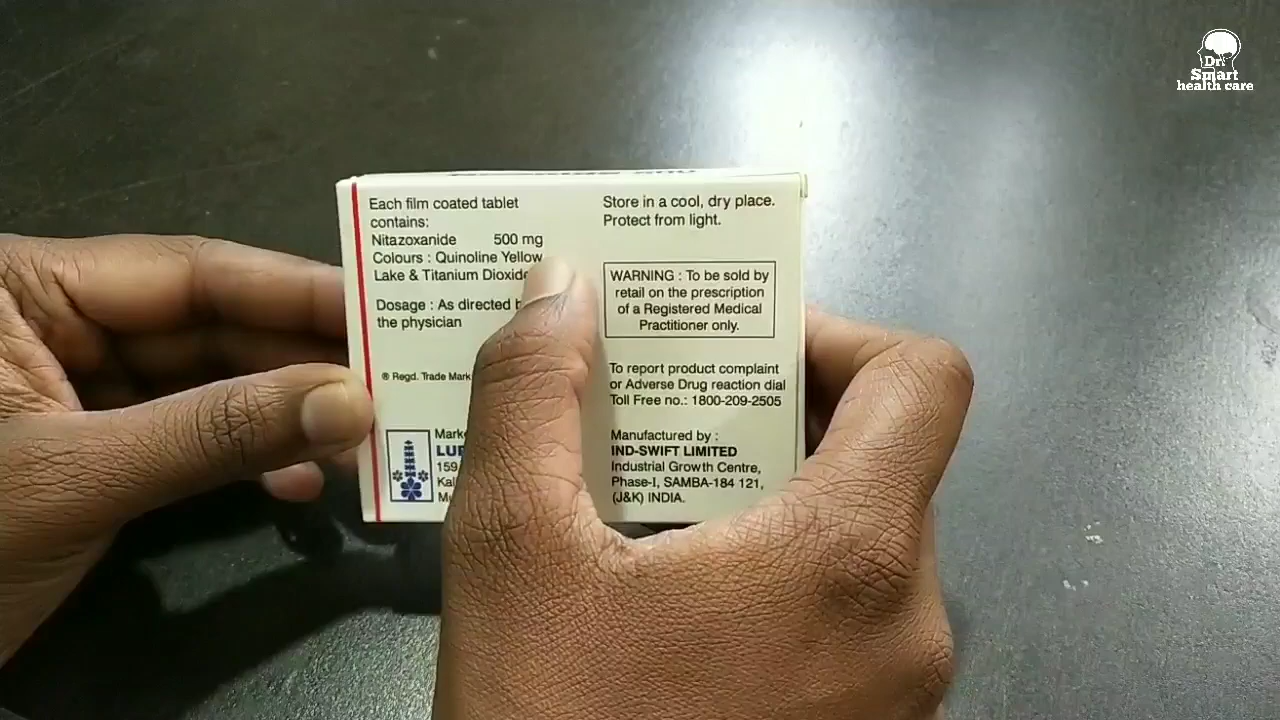 Dr.
Smart
health care
Each film coated tablet
contains:
Nitazoxanide 500 mg
Colours : Quinoline Yellow
Lake & Titanium Dioxide
Dosage : As directed
the physician
® Regd. Trade Mark
159
Store in a cool, dry place.
Protect from light.
WARNING : To be sold by
retail on the prescription
of a Registered Medical
Practitioner only.
To report product complaint
or Adverse Drug reaction dial
Toll Free no.: 1800-209-2505
Manufactured by :
IND-SWIFT LIMITED
Industrial Growth Centre,
Phase-I, SAMBA-184 121,
(J&K) INDIA.